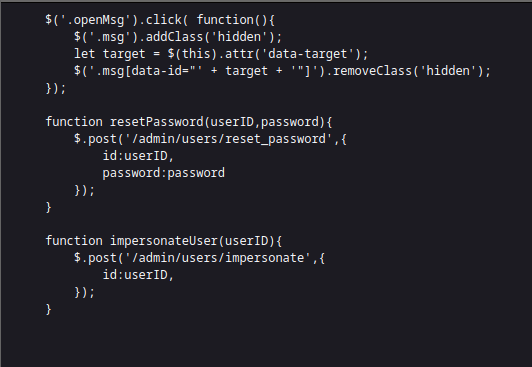 $('.openMsg').click( function(){
    $('.msg').addClass('hidden');
    let target = $(this).attr('data-target');
    $('.msg[data-id="' + target + '"]').removeClass('hidden');
});

function resetPassword(userID,password){
    $.post('/admin/users/reset_password',{
        id:userID,
        password:password
    });
}

function impersonateUser(userID){
    $.post('/admin/users/impersonate',{
        id:userID,
    });
}